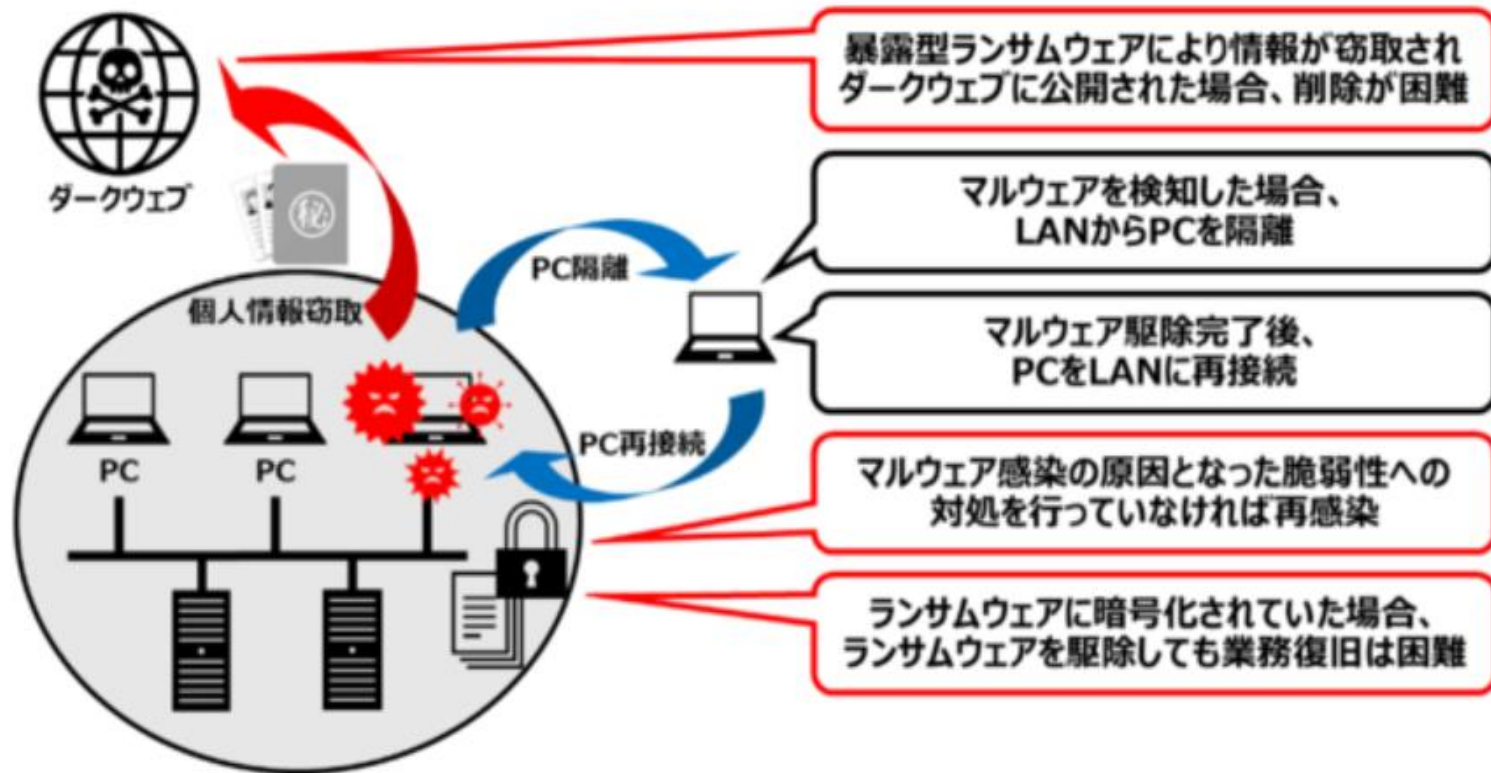 暴露型ランサムウェアにより情報が窃取され
ダークウェブに公開された場合、削除が困難
ダークウェブ
㊙
マルウェアを検知した場合、
LANからPCを隔離
PC隔離
個人情報窃取
マルウェア駆除完了後、
PCをLANに再接続
PC再接続
PC
PC
マルウェア感染の原因となった脆弱性への
対処を行っていなければ再感染
ランサムウェアに暗号化されていた場合、
ランサムウェアを駆除しても業務復旧は困難